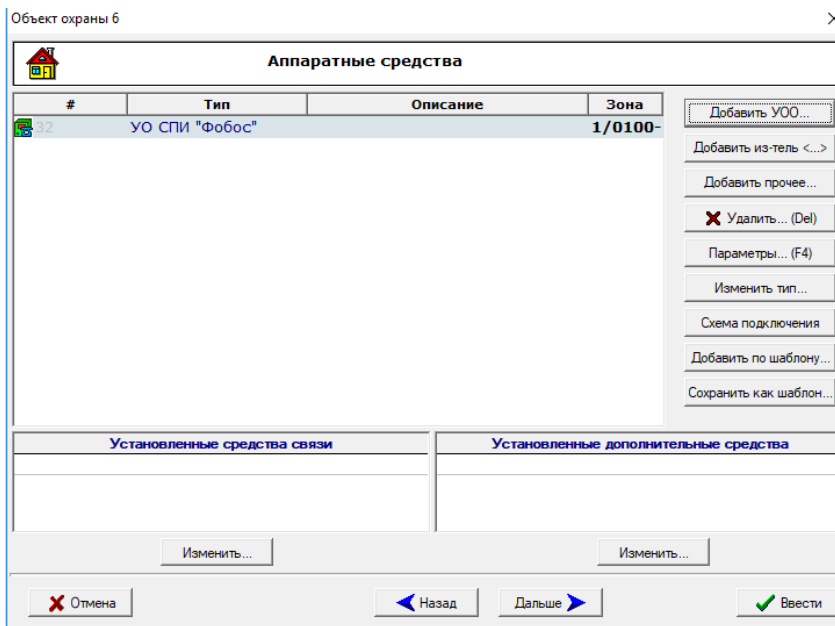 Объект охраны 6
Аппаратные средства
# Тип Описание Зона
32 УО СПИ "Фобос" 1/0100-
Добавить УОО...
Добавить из-тель <...>
Добавить прочее...
Удалить... (Del)
Параметры... (F4)
Изменить тип...
Схема подключения
Добавить по шаблону...
Сохранить как шаблон...
Установленные средства связи
Установленные дополнительные средства
Изменить...
Изменить...
Отмена
Назад
Дальше
Ввести